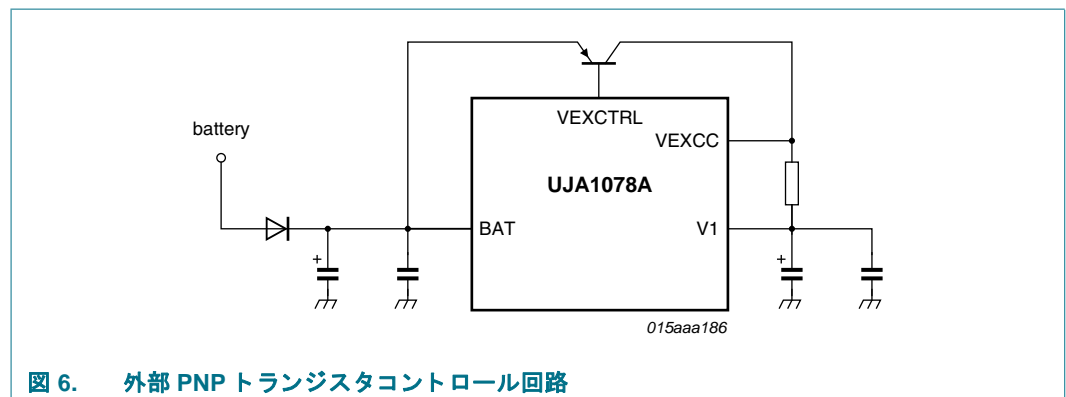 VEXCTRL
battery
VEXCC
UJA1078A
BAT
V1
+
+
015aaa186
図 6. 外部 PNP トランジスタコントロール回路